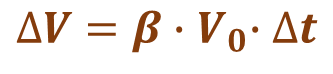 ΔV = β · V₀ · Δt